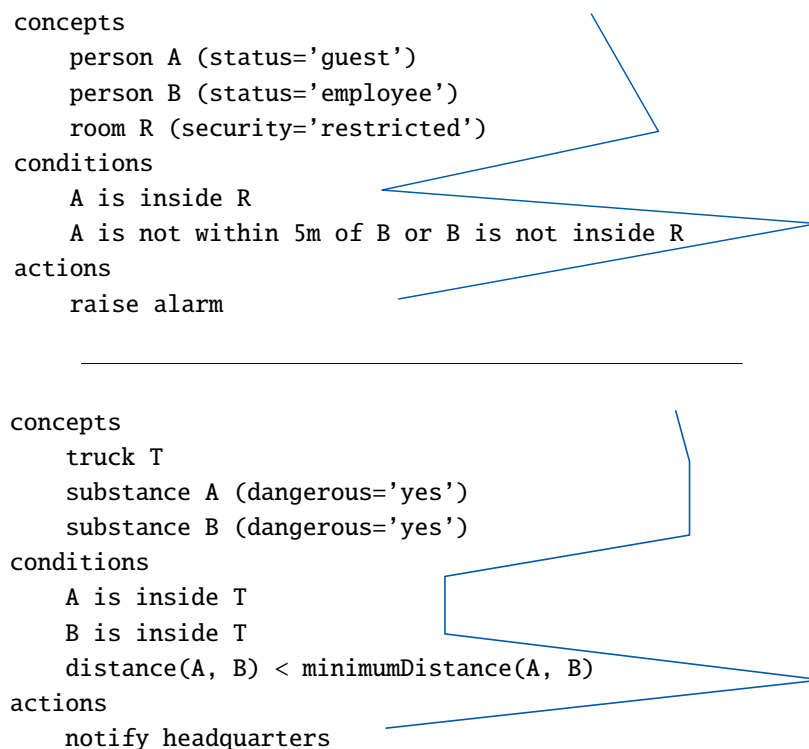 concepts
person A (status=’guest’)
person B (status=’employee’)
room R (security=’restricted’)
conditions
A is inside R
A is not within 5m of B or B is not inside R
actions
raise alarm
concepts
truck T
substance A (dangerous=’yes’)
substance B (dangerous=’yes’)
conditions
A is inside T
B is inside T
distance(A, B) < minimumDistance(A, B)
actions
notify headquarters